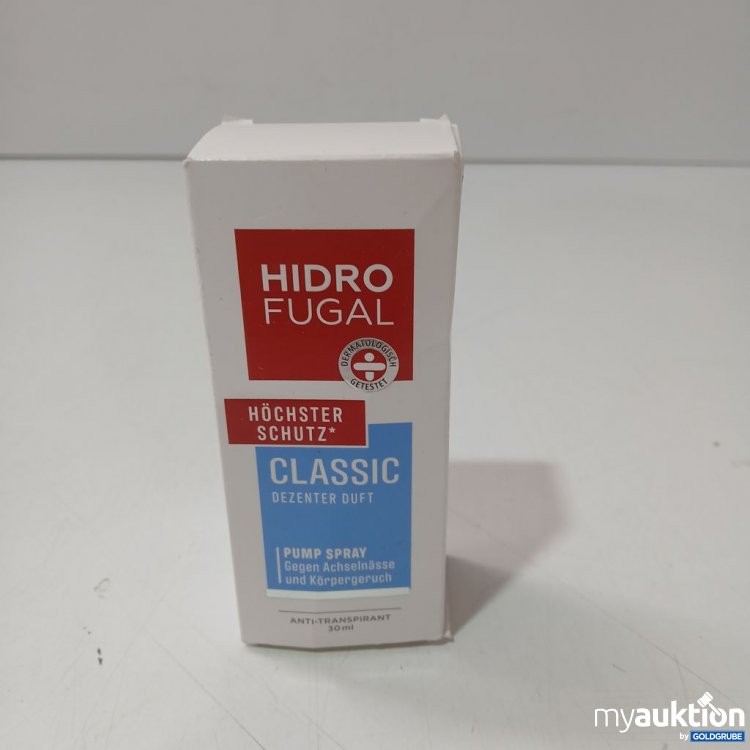 HIDRO
FUGAL
DERMATOLOGISCH
GETESTET
HÖCHSTER
SCHUTZ*
CLASSIC
DEZENTER DUFT
PUMP SPRAY
Gegen Achselnässe
und Körpergeruch
ANTI-TRANSPIRANT
30ml
myauktion
by GOLDGRUBE